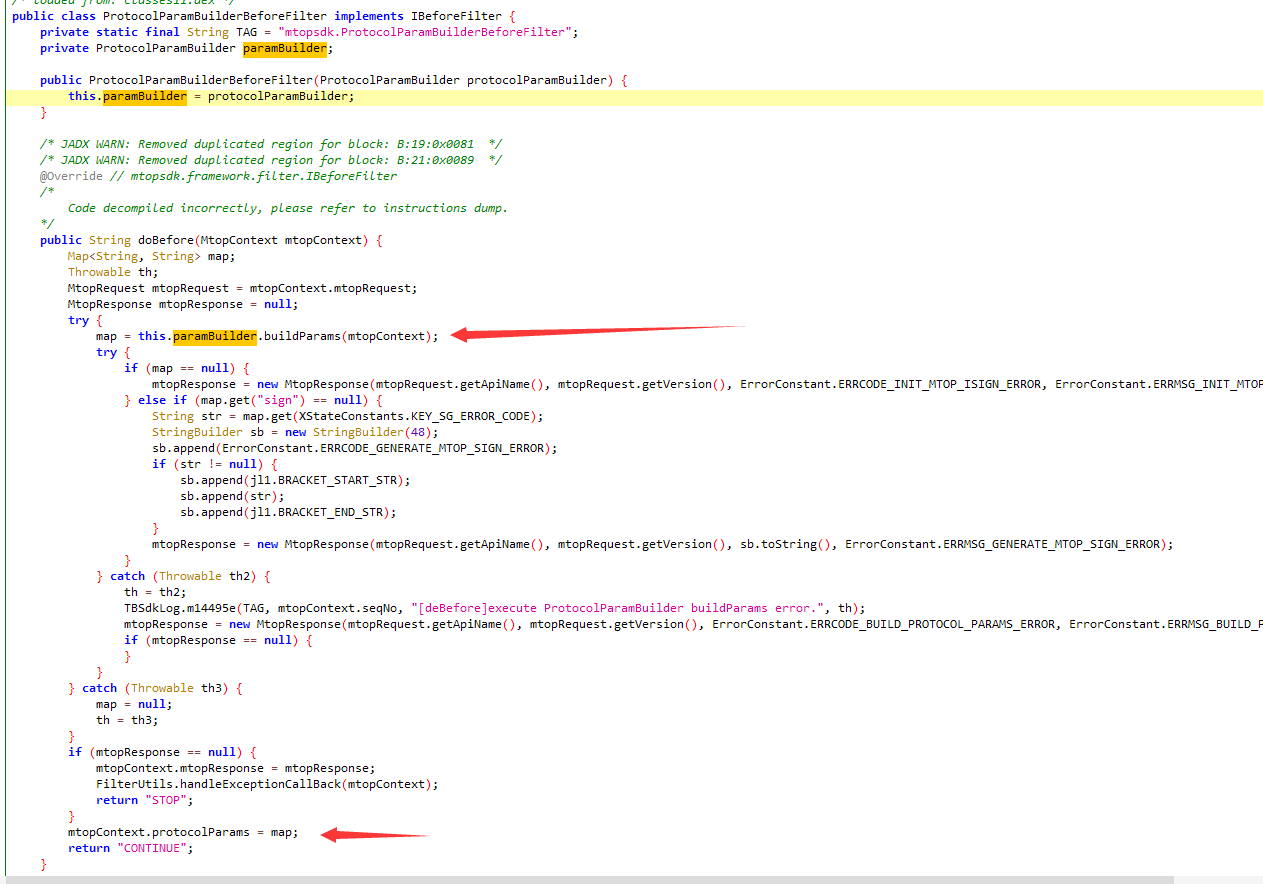 /* loaded from: classes11.dex */
public class ProtocolParamBuilderBeforeFilter implements IBeforeFilter {
    private static final String TAG = "mtopsdk.ProtocolParamBuilderBeforeFilter";
    private ProtocolParamBuilder paramBuilder;
    public ProtocolParamBuilderBeforeFilter(ProtocolParamBuilder protocolParamBuilder) {
        this.paramBuilder = protocolParamBuilder;
    }
    /* JADX WARN: Removed duplicated region for block: B:19:0x0081  */
    /* JADX WARN: Removed duplicated region for block: B:21:0x0089  */
    @Override // mtopsdk.framework.filter.IBeforeFilter
    /*
        Code decompiled incorrectly, please refer to instructions dump.
    */
    public String doBefore(MtopContext mtopContext) {
        Map<String, String> map;
        Throwable th;
        MtopRequest mtopRequest = mtopContext.mtopRequest;
        MtopResponse mtopResponse = null;
        try {
            map = this.paramBuilder.buildParams(mtopContext);
            try {
                if (map == null) {
                    mtopResponse = new MtopResponse(mtopRequest.getApiName(), mtopRequest.getVersion(), ErrorConstant.ERRCODE_INIT_MTOP_ISIGN_ERROR, ErrorConstant.ERRMSG_INIT_MTOP
                } else if (map.get("sign") == null) {
                    String str = map.get(XStateConstants.KEY_SG_ERROR_CODE);
                    StringBuilder sb = new StringBuilder(48);
                    sb.append(ErrorConstant.ERRCODE_GENERATE_MTOP_SIGN_ERROR);
                    if (str != null) {
                        sb.append(jl1.BRACKET_START_STR);
                        sb.append(str);
                        sb.append(jl1.BRACKET_END_STR);
                    }
                    mtopResponse = new MtopResponse(mtopRequest.getApiName(), mtopRequest.getVersion(), sb.toString(), ErrorConstant.ERRMSG_GENERATE_MTOP_SIGN_ERROR);
                }
            } catch (Throwable th2) {
                th = th2;
                TBSdkLog.m14495e(TAG, mtopContext.seqNo, "[deBefore]execute ProtocolParamBuilder buildParams error.", th);
                mtopResponse = new MtopResponse(mtopRequest.getApiName(), mtopRequest.getVersion(), ErrorConstant.ERRCODE_BUILD_PROTOCOL_PARAMS_ERROR, ErrorConstant.ERRMSG_BUILD_P
                if (mtopResponse == null) {
                }
            }
        } catch (Throwable th3) {
            map = null;
            th = th3;
        }
        if (mtopResponse == null) {
            mtopContext.mtopResponse = mtopResponse;
            FilterUtils.handleExceptionCallBack(mtopContext);
            return "STOP";
        }
        mtopContext.protocolParams = map;
        return "CONTINUE";
    }